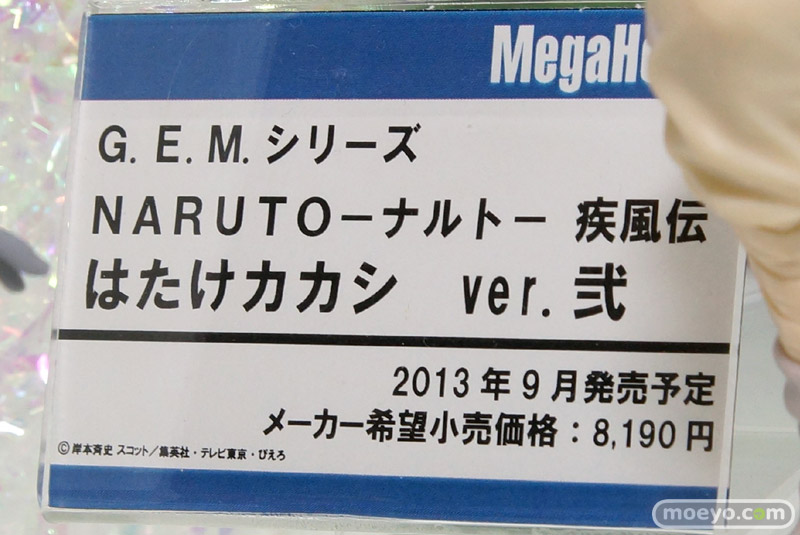 MegaHo
G.E.M.シリーズ
NARUTO－ナルト－ 疾風伝
はたけカカシ ver.弐
2013年9月発売予定
メーカー希望小売価格：8,190円
©岸本斉史 スコット／集英社・テレビ東京・ぴえろ
moeyo.com